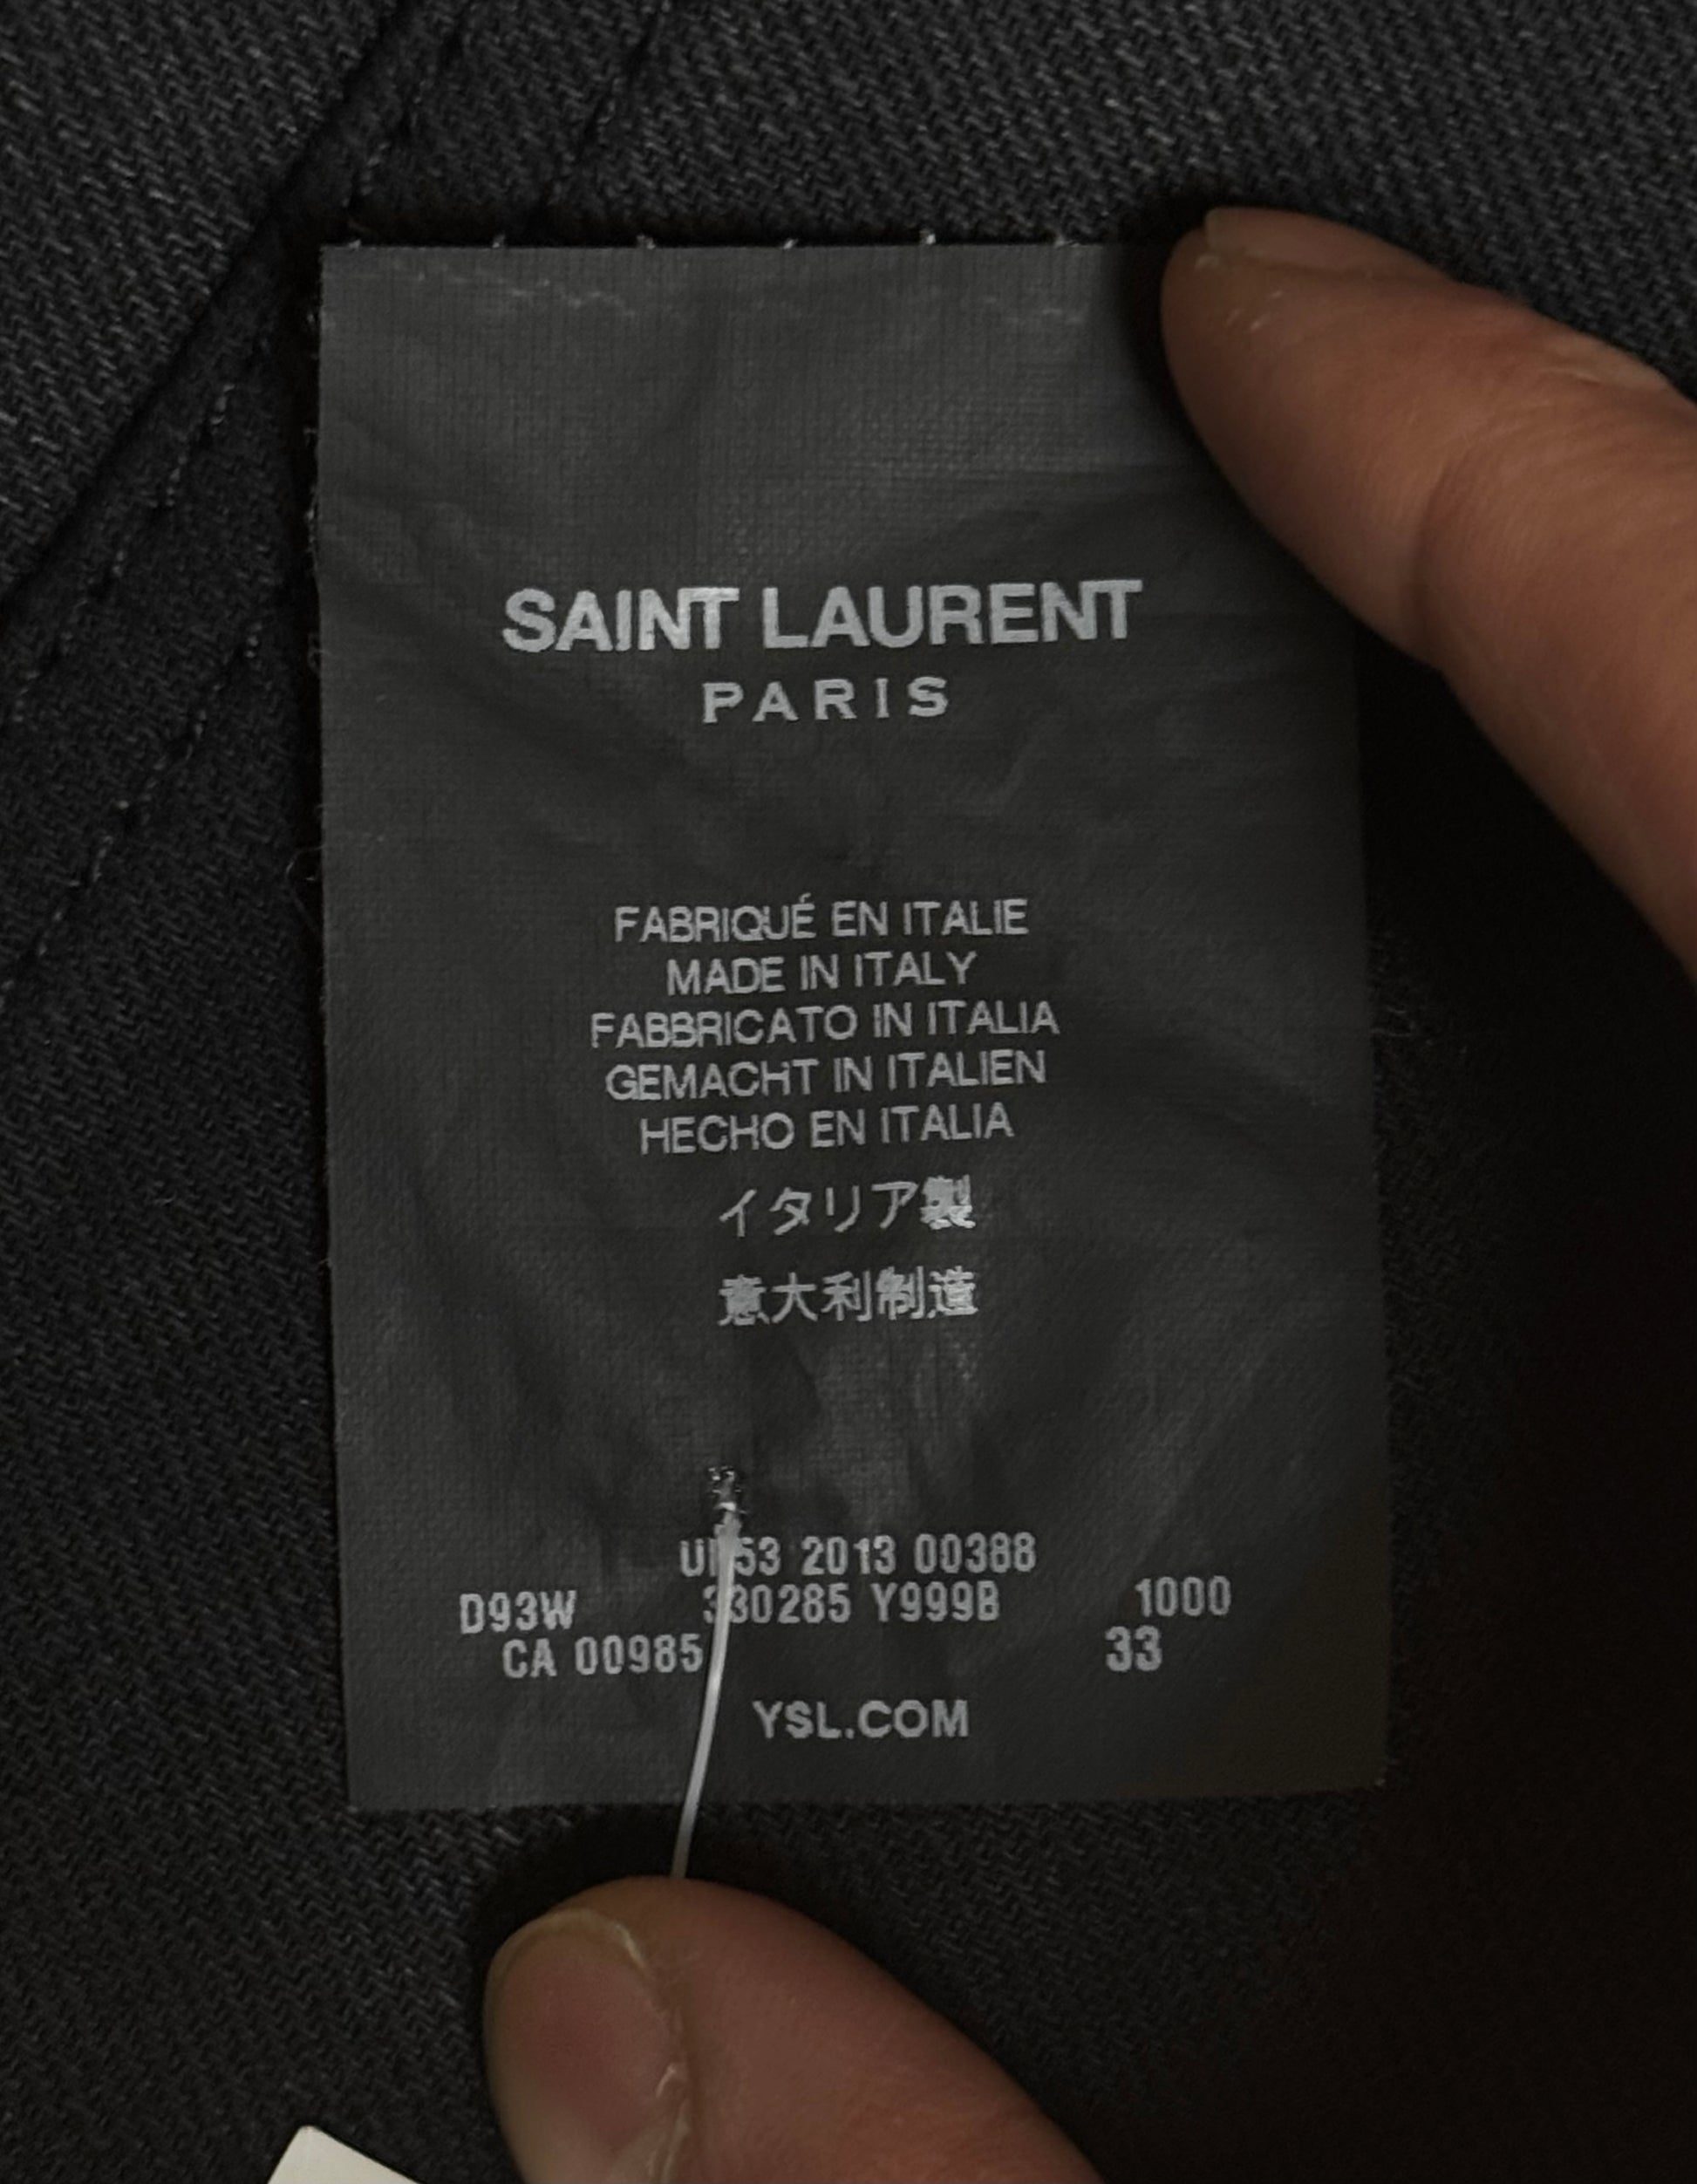 SAINT LAURENT
PARIS
FABRIQUÉ EN ITALIE
MADE IN ITALY
FABBRICATO IN ITALIA
GEMACHT IN ITALIEN
HECHO EN ITALIA
イタリア製
意大利制造
2013 00388
D93W 330285 Y999B 1000
CA 00985 33
YSL.COM